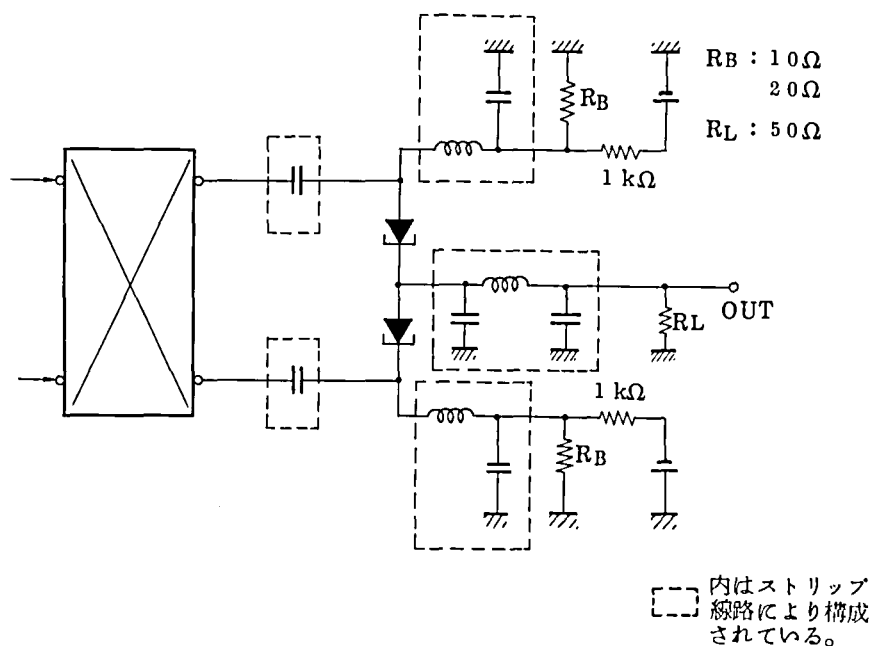 RB : 10Ω
20Ω
RL : 50Ω
RB
1 kΩ
OUT
RL
1 kΩ
RB
内はストリップ
線路により構成
されている。